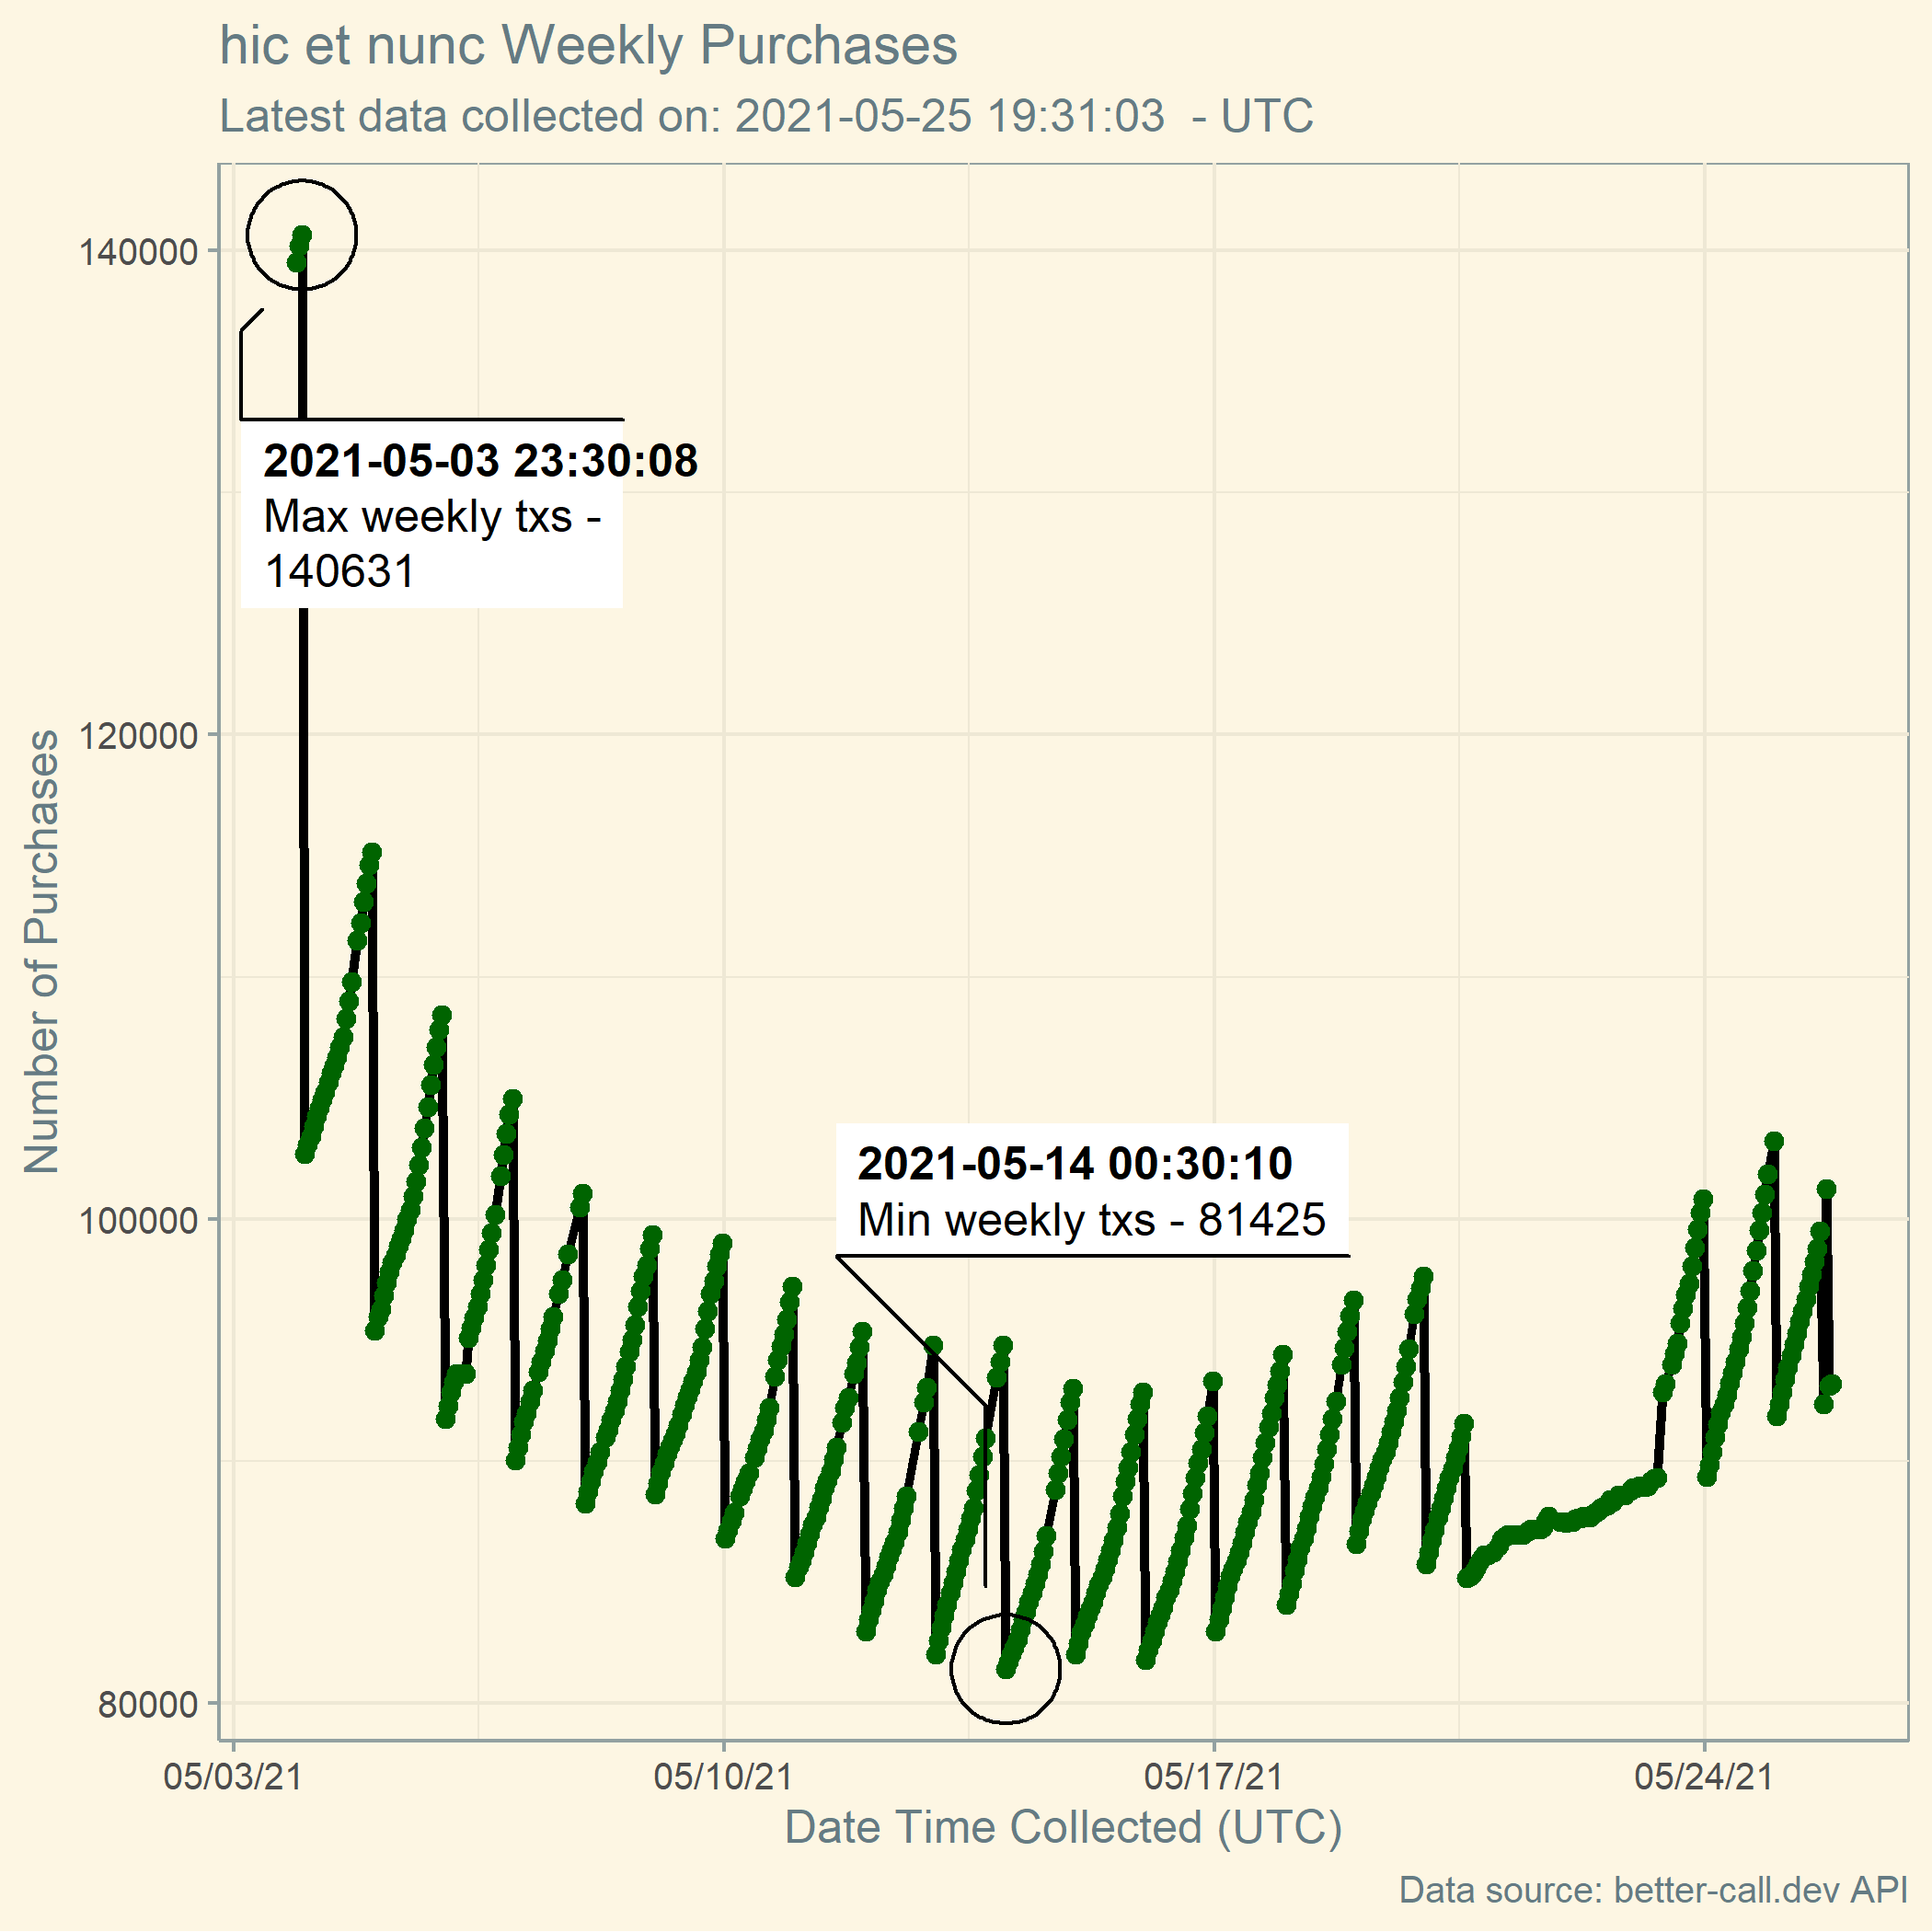 hic et nunc Weekly Purchases
Latest data collected on: 2021-05-25 19:31:03  - UTC
140000
2021-05-03 23:30:08
Max weekly txs -
140631
120000
Number of Purchases
2021-05-14 00:30:10
Min weekly txs - 81425
100000
80000
05/03/21 05/10/21 05/17/21 05/24/21
Date Time Collected (UTC)
Data source: better-call.dev API